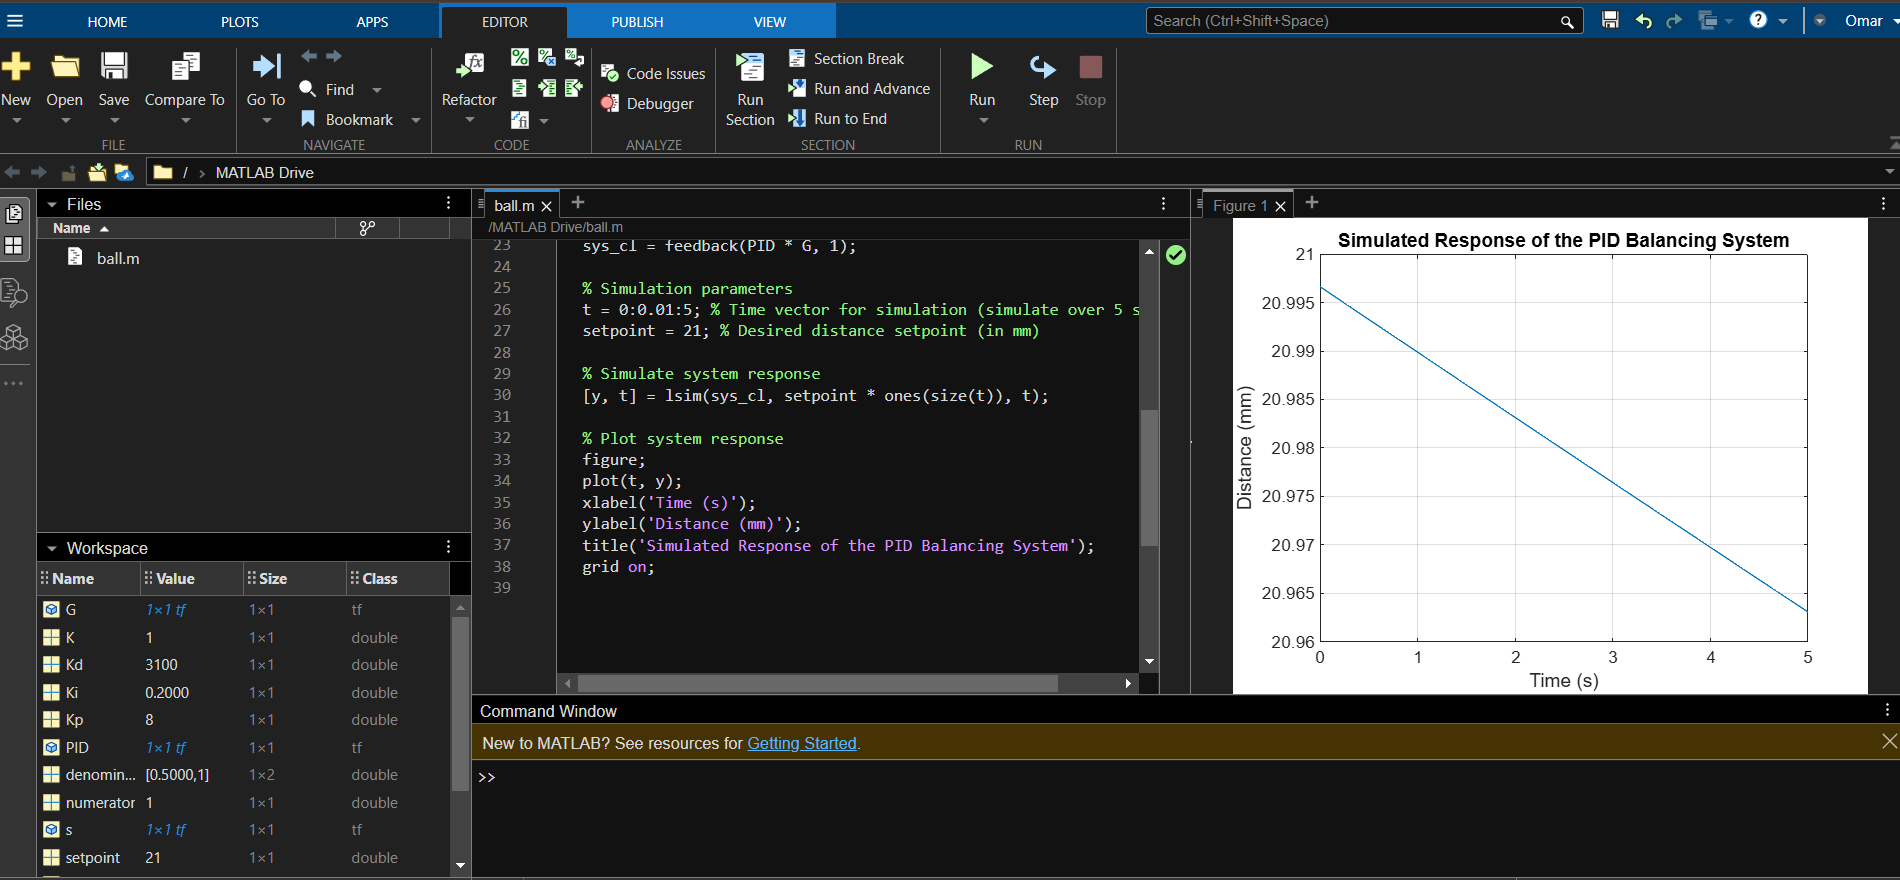 HOME PLOTS APPS EDITOR PUBLISH VIEW Search (Ctrl+Shift+Space) Omar
New Open Save Compare To
FILE
Go To Find Bookmark
NAVIGATE
Refactor
CODE
Code Issues
Debugger
ANALYZE
Run Section
Section Break
Run and Advance
Run to End
SECTION
Run Step Stop
RUN
/ › MATLAB Drive
Files
Name
ball.m
Workspace
Name Value Size Class
G 1×1 tf 1×1 tf
K 1 1×1 double
Kd 3100 1×1 double
Ki 0.2000 1×1 double
Kp 8 1×1 double
PID 1×1 tf 1×1 tf
denomin... [0.5000,1] 1×2 double
numerator 1 1×1 double
s 1×1 tf 1×1 tf
setpoint 21 1×1 double
ball.m
/MATLAB Drive/ball.m
23 sys_cl = feedback(PID * G, 1);
24
25 % Simulation parameters
26 t = 0:0.01:5; % Time vector for simulation (simulate over 5 s
27 setpoint = 21; % Desired distance setpoint (in mm)
28
29 % Simulate system response
30 [y, t] = lsim(sys_cl, setpoint * ones(size(t)), t);
31
32 % Plot system response
33 figure;
34 plot(t, y);
35 xlabel('Time (s)');
36 ylabel('Distance (mm)');
37 title('Simulated Response of the PID Balancing System');
38 grid on;
39
Figure 1
Simulated Response of the PID Balancing System
21
20.995
20.99
20.985
20.98
20.975
20.97
20.965
20.96
Distance (mm)
0 1 2 3 4 5
Time (s)
Command Window
New to MATLAB? See resources for Getting Started.
>>